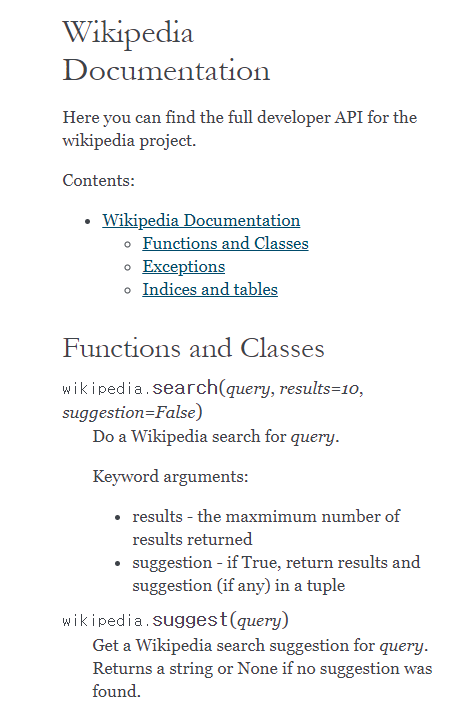 Wikipedia
Documentation
Here you can find the full developer API for the
wikipedia project.
Contents:
• Wikipedia Documentation
◦ Functions and Classes
◦ Exceptions
◦ Indices and tables
Functions and Classes
wikipedia.search(query, results=10,
suggestion=False)
Do a Wikipedia search for query.
Keyword arguments:
• results - the maxmimum number of
results returned
• suggestion - if True, return results and
suggestion (if any) in a tuple
wikipedia.suggest(query)
Get a Wikipedia search suggestion for query.
Returns a string or None if no suggestion was
found.